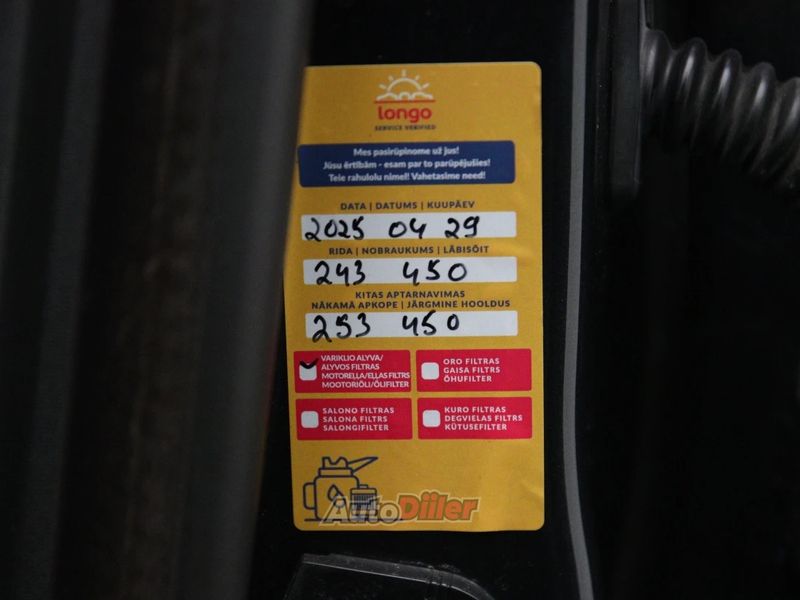 longo
SERVICE VERIFIED
Mes pasirūpinome už jus!
Jūsu ērtībām - esam par to parūpējušies!
Teie rahulolu nimel! Vahetasime need!
DATA | DATUMS | KUUPÄEV
2025 04 29
RIDA | NOBRAUKUMS | LÄBISÕIT
243 450
KITAS APTARNAVIMAS
NĀKAMĀ APKOPE | JÄRGMINE HOOLDUS
253 450
VARIKLIO ALYVA/
ALYVOS FILTRAS
MOTOREĻĻA/EĻĻAS FILTRS
MOOTORIÕLI/ÕLIFILTER
ORO FILTRAS
GAISA FILTRS
ÕHUFILTER
SALONO FILTRAS
SALONA FILTRS
SALONGIFILTER
KURO FILTRAS
DEGVIELAS FILTRS
KÜTUSEFILTER
AutoDiiler